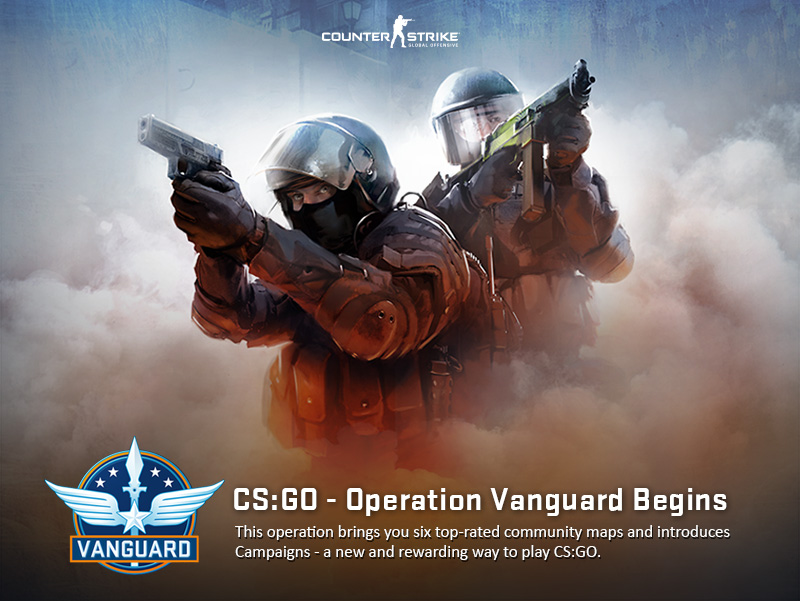 COUNTER STRIKE
GLOBAL OFFENSIVE
VANGUARD
CS:GO - Operation Vanguard Begins
This operation brings you six top-rated community maps and introduces
Campaigns - a new and rewarding way to play CS:GO.